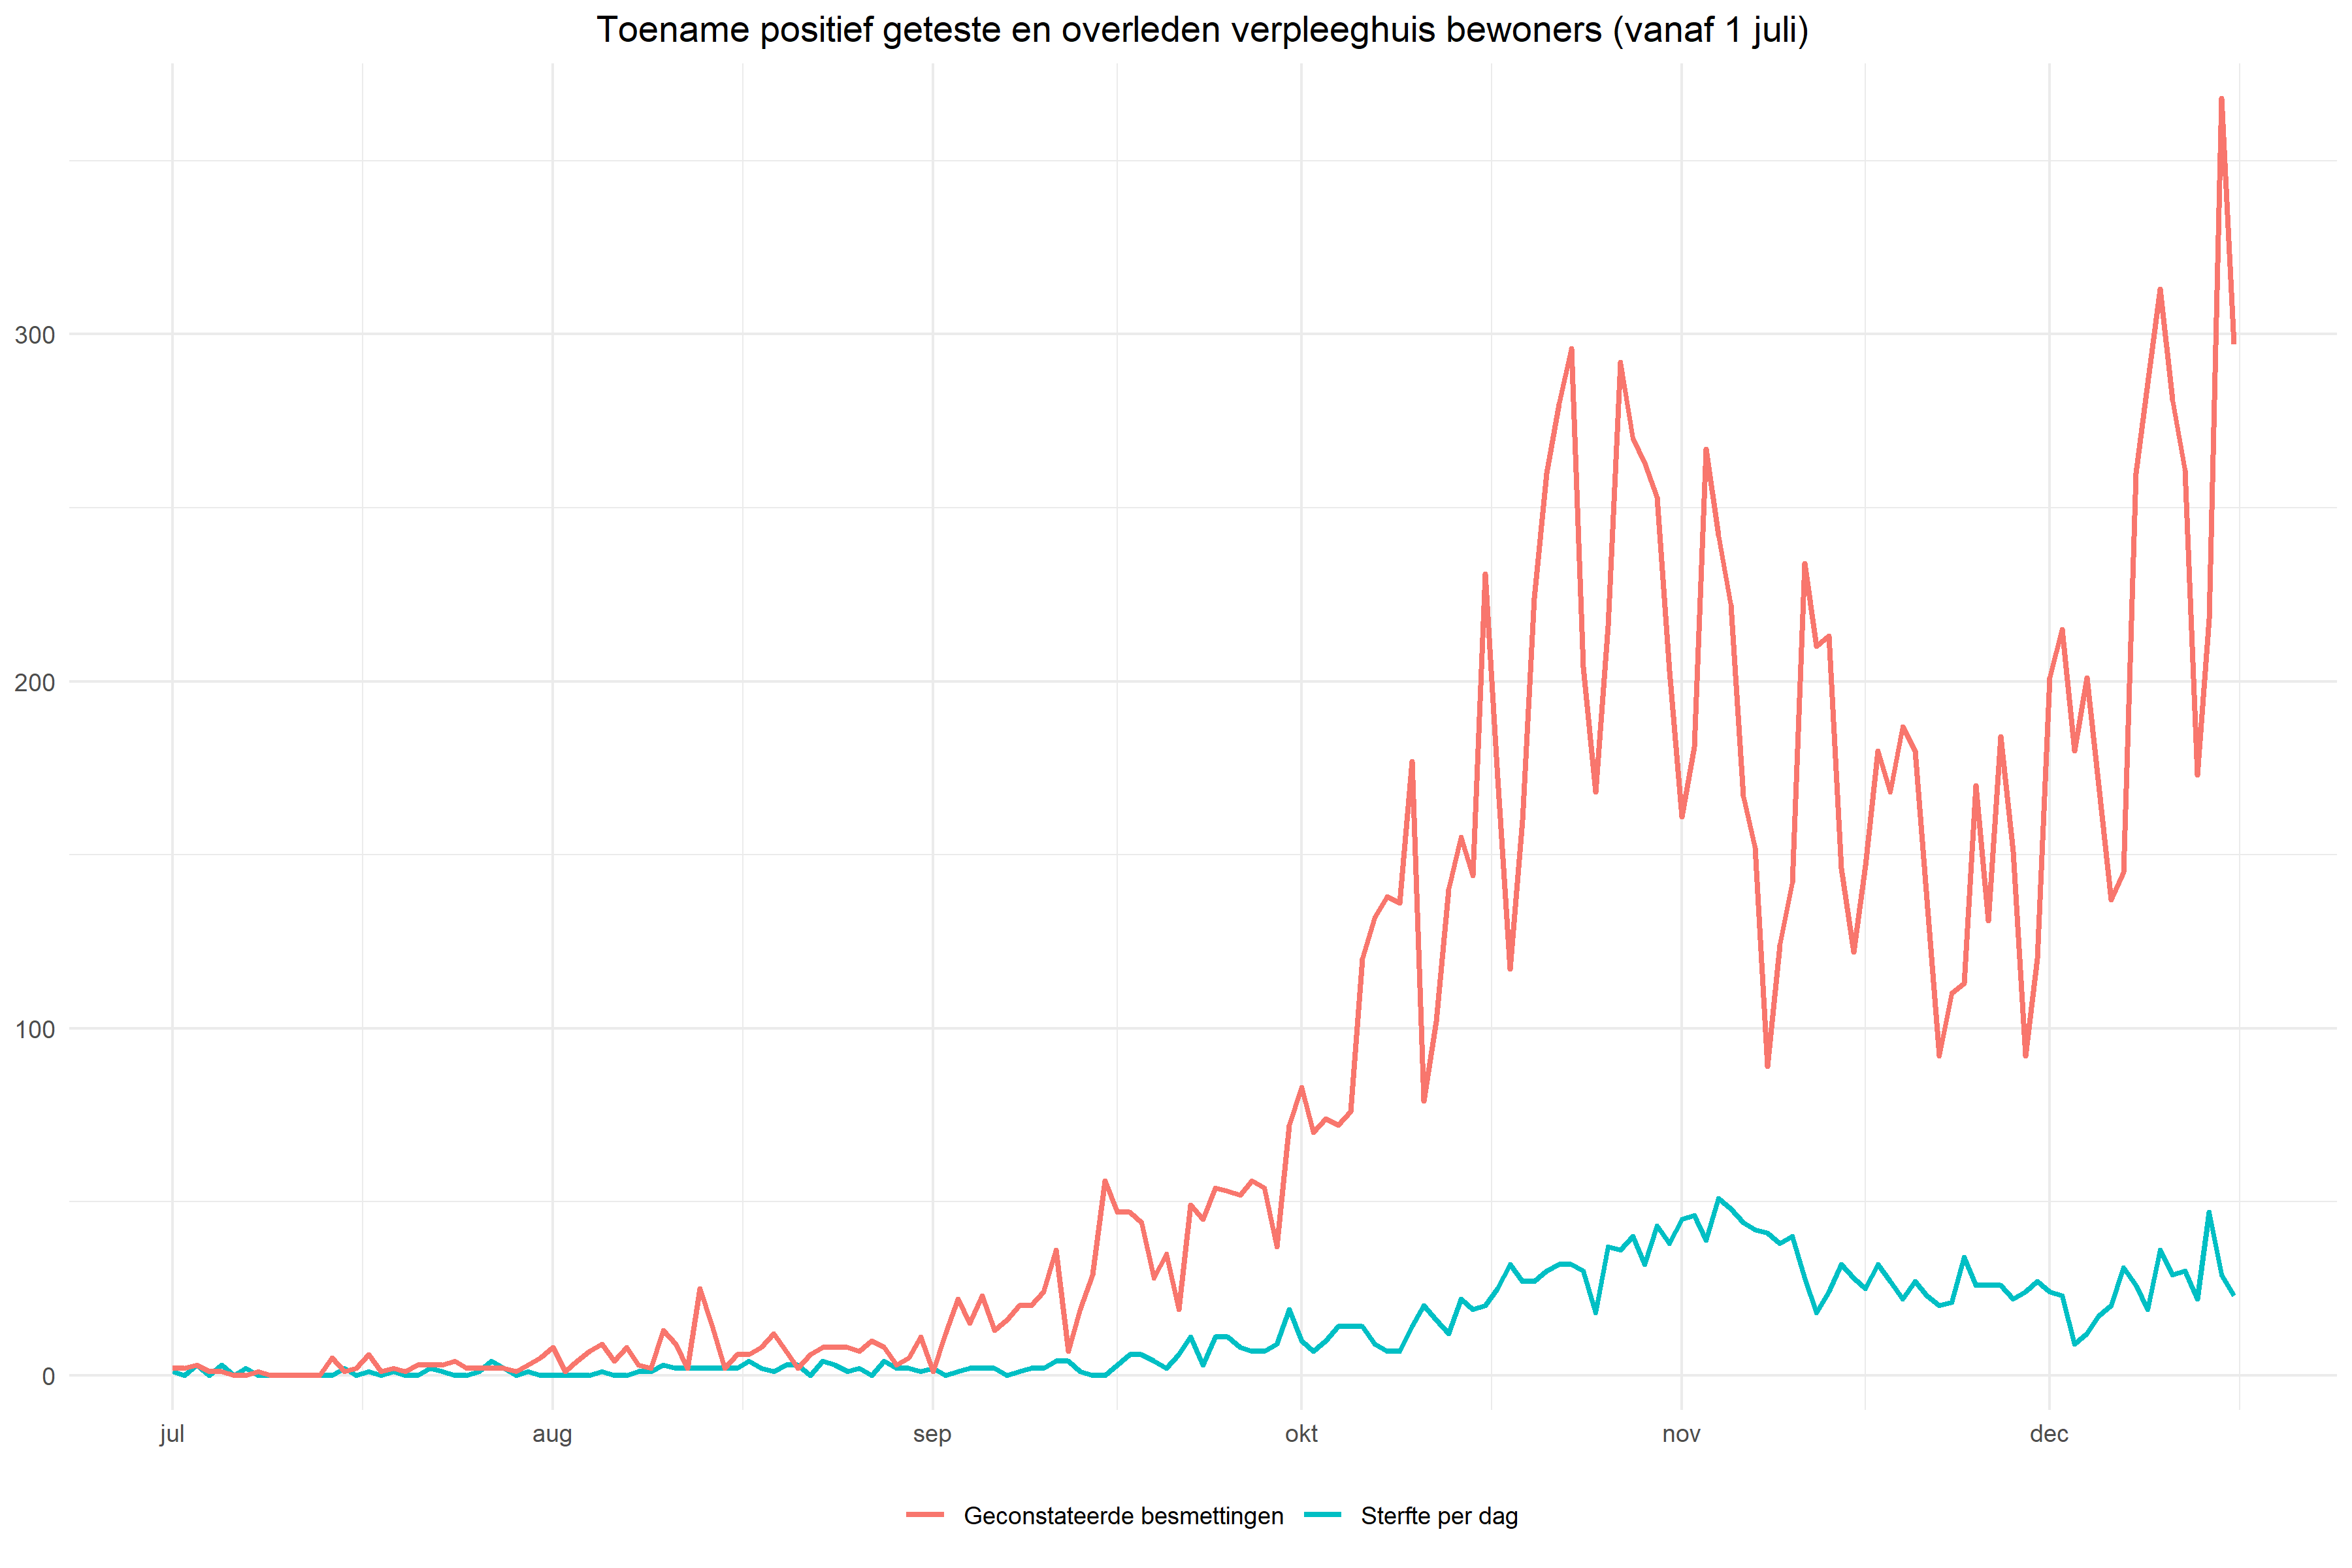 Toename positief geteste en overleden verpleeghuis bewoners (vanaf 1 juli)
300
200
100
0
jul aug sep okt nov dec
Geconstateerde besmettingen Sterfte per dag